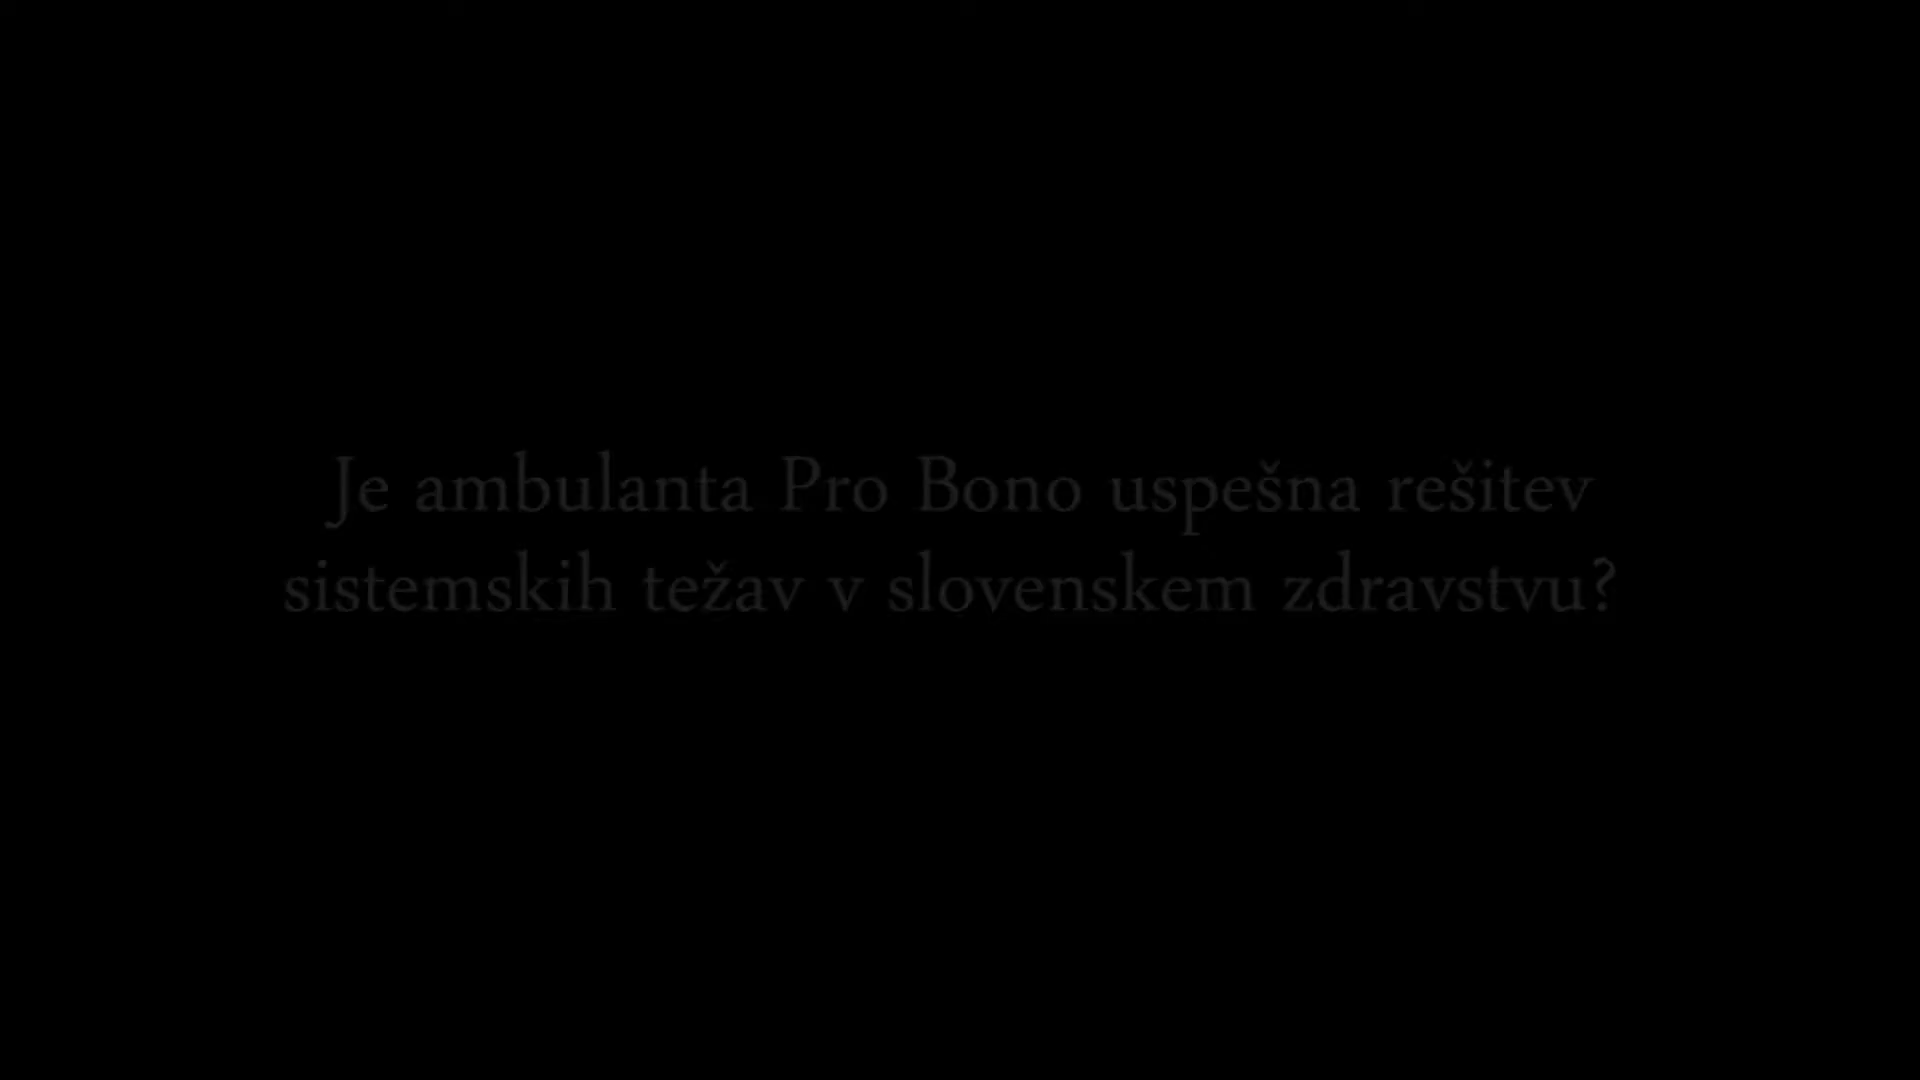 Je ambulanta Pro Bono uspešna rešitev
sistemskih težav v slovenskem zdravstvu?